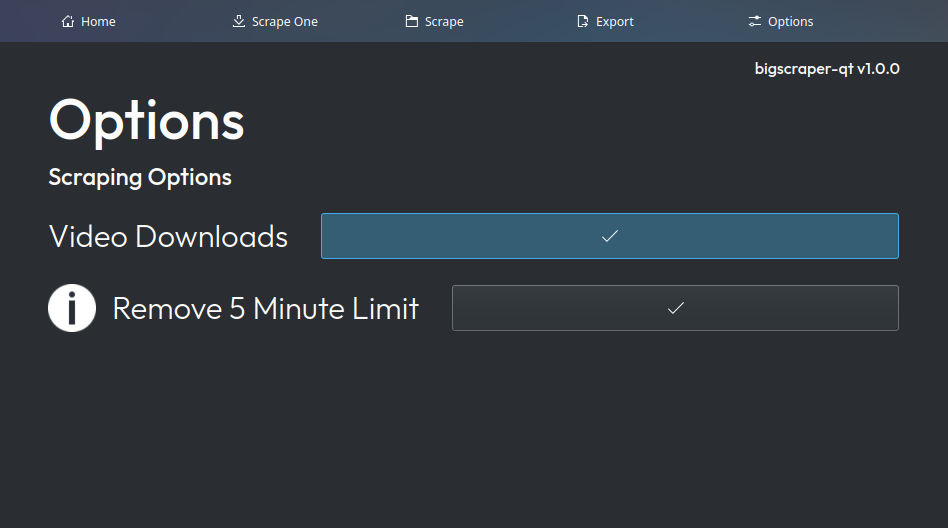 Home Scrape One Scrape Export Options
bigscraper-qt v1.0.0
Options
Scraping Options
Video Downloads
Remove 5 Minute Limit